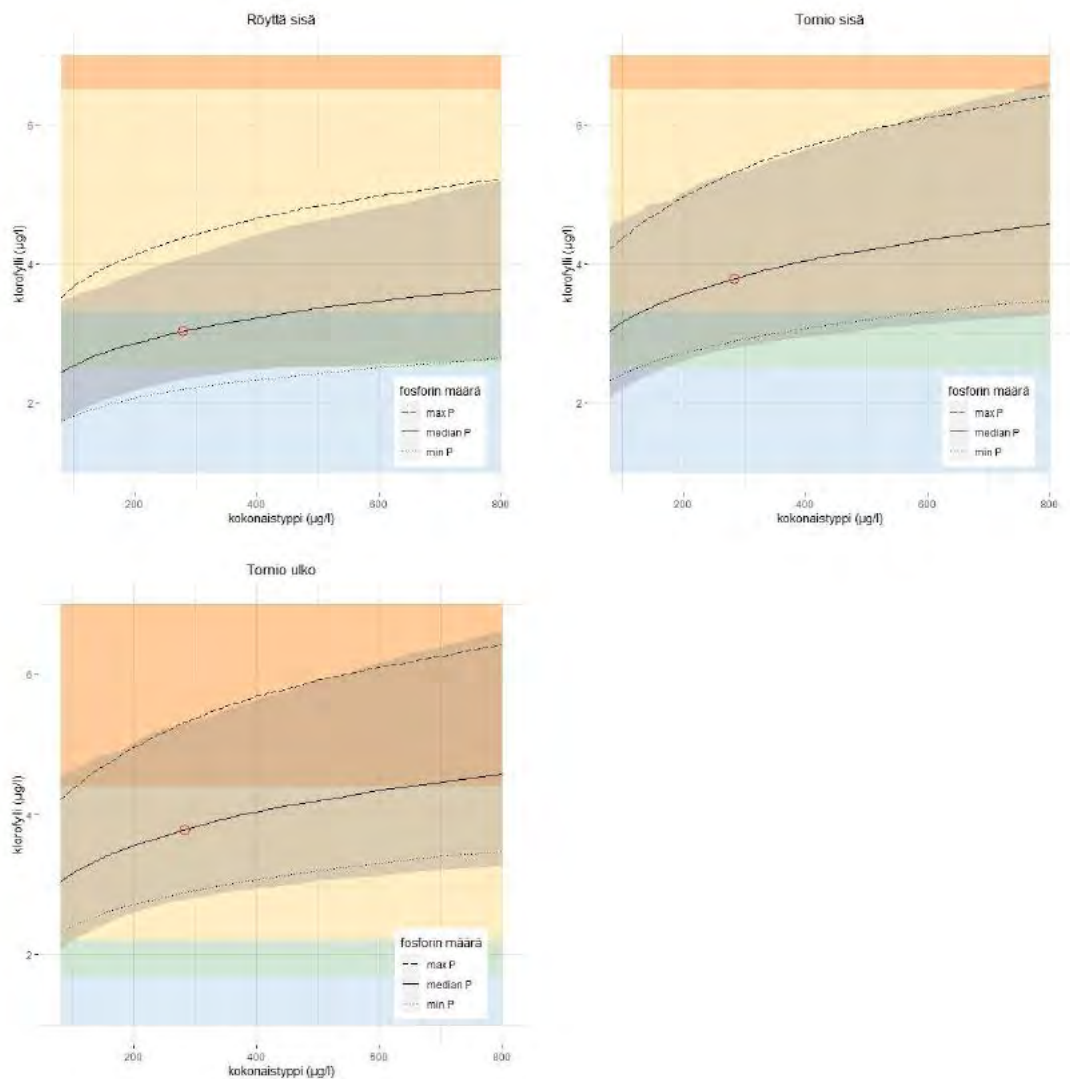 Röyttä sisä
6
4
2
klorofylli (µg/l)
fosforin määrä
max P
median P
min P
200
400
600
800
kokonaistyppi (µg/l)
Tornio sisä
6
4
2
klorofylli (µg/l)
fosforin määrä
max P
median P
min P
200
400
600
800
kokonaistyppi (µg/l)
Tornio ulko
6
4
2
klorofylli (µg/l)
fosforin määrä
max P
median P
min P
200
400
600
800
kokonaistyppi (µg/l)